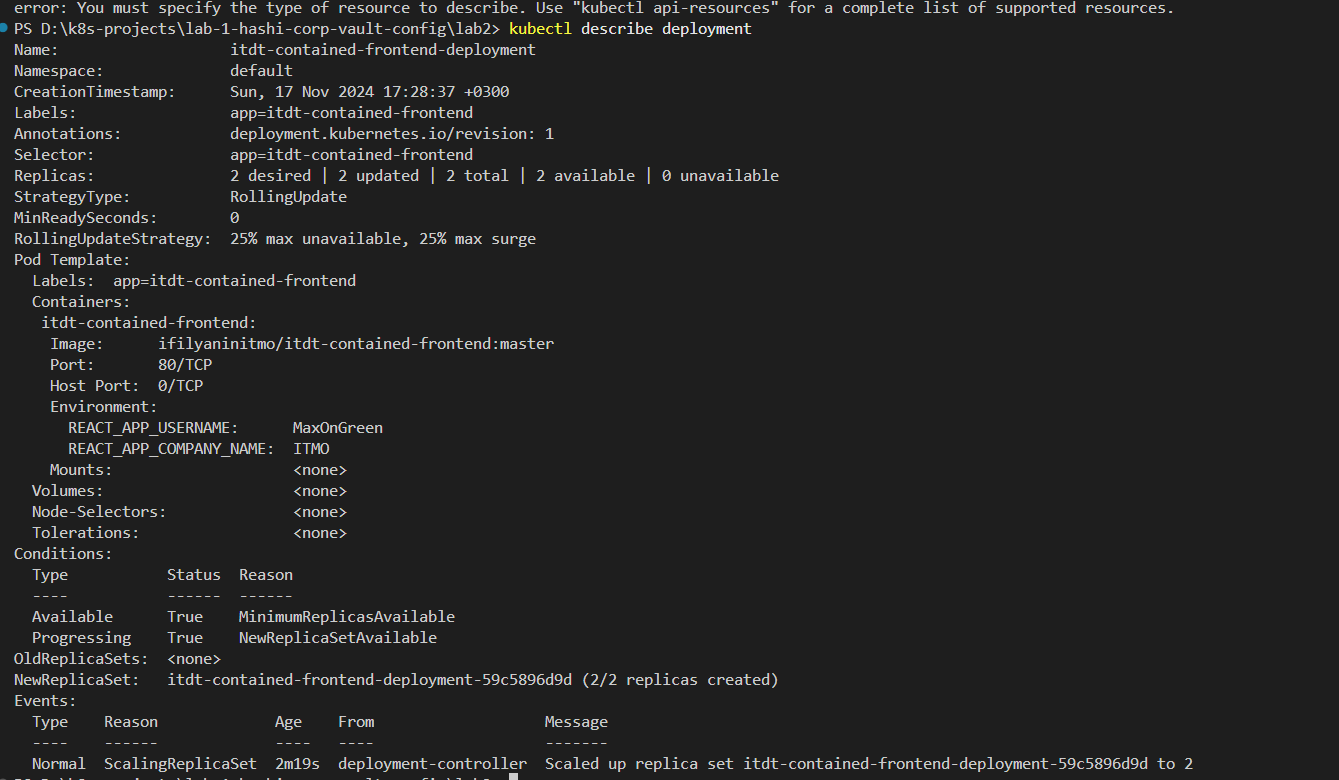 error: You must specify the type of resource to describe. Use "kubectl api-resources" for a complete list of supported resources.
PS D:\k8s-projects\lab-1-hashi-corp-vault-config\lab2> kubectl describe deployment
Name:                   itdt-contained-frontend-deployment
Namespace:              default
CreationTimestamp:      Sun, 17 Nov 2024 17:28:37 +0300
Labels:                 app=itdt-contained-frontend
Annotations:            deployment.kubernetes.io/revision: 1
Selector:               app=itdt-contained-frontend
Replicas:               2 desired | 2 updated | 2 total | 2 available | 0 unavailable
StrategyType:           RollingUpdate
MinReadySeconds:        0
RollingUpdateStrategy:  25% max unavailable, 25% max surge
Pod Template:
  Labels:  app=itdt-contained-frontend
  Containers:
   itdt-contained-frontend:
    Image:      ifilyaninitmo/itdt-contained-frontend:master
    Port:       80/TCP
    Host Port:  0/TCP
    Environment:
      REACT_APP_USERNAME:      MaxOnGreen
      REACT_APP_COMPANY_NAME:  ITMO
    Mounts:                    <none>
  Volumes:                     <none>
  Node-Selectors:              <none>
  Tolerations:                 <none>
Conditions:
  Type           Status  Reason
  ----           ------  ------
  Available      True    MinimumReplicasAvailable
  Progressing    True    NewReplicaSetAvailable
OldReplicaSets:  <none>
NewReplicaSet:   itdt-contained-frontend-deployment-59c5896d9d (2/2 replicas created)
Events:
  Type    Reason             Age    From                   Message
  ----    ------             ----   ----                   -------
  Normal  ScalingReplicaSet  2m19s  deployment-controller  Scaled up replica set itdt-contained-frontend-deployment-59c5896d9d to 2